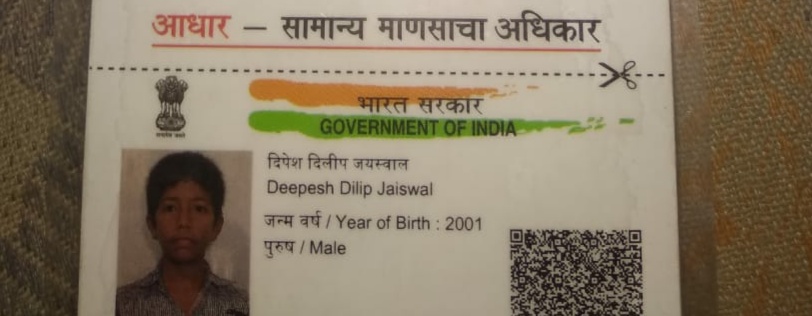 आधार – सामान्य माणसाचा अधिकार
भारत सरकार
GOVERNMENT OF INDIA
दिपेश दिलीप जयस्वाल
Deepesh Dilip Jaiswal
जन्म वर्ष / Year of Birth : 2001
पुरुष / Male